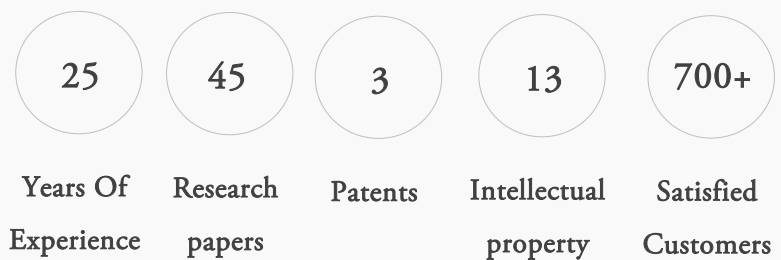 25 45 3 13 700+
Years Of Research Patents Intellectual Satisfied
Experience papers property Customers